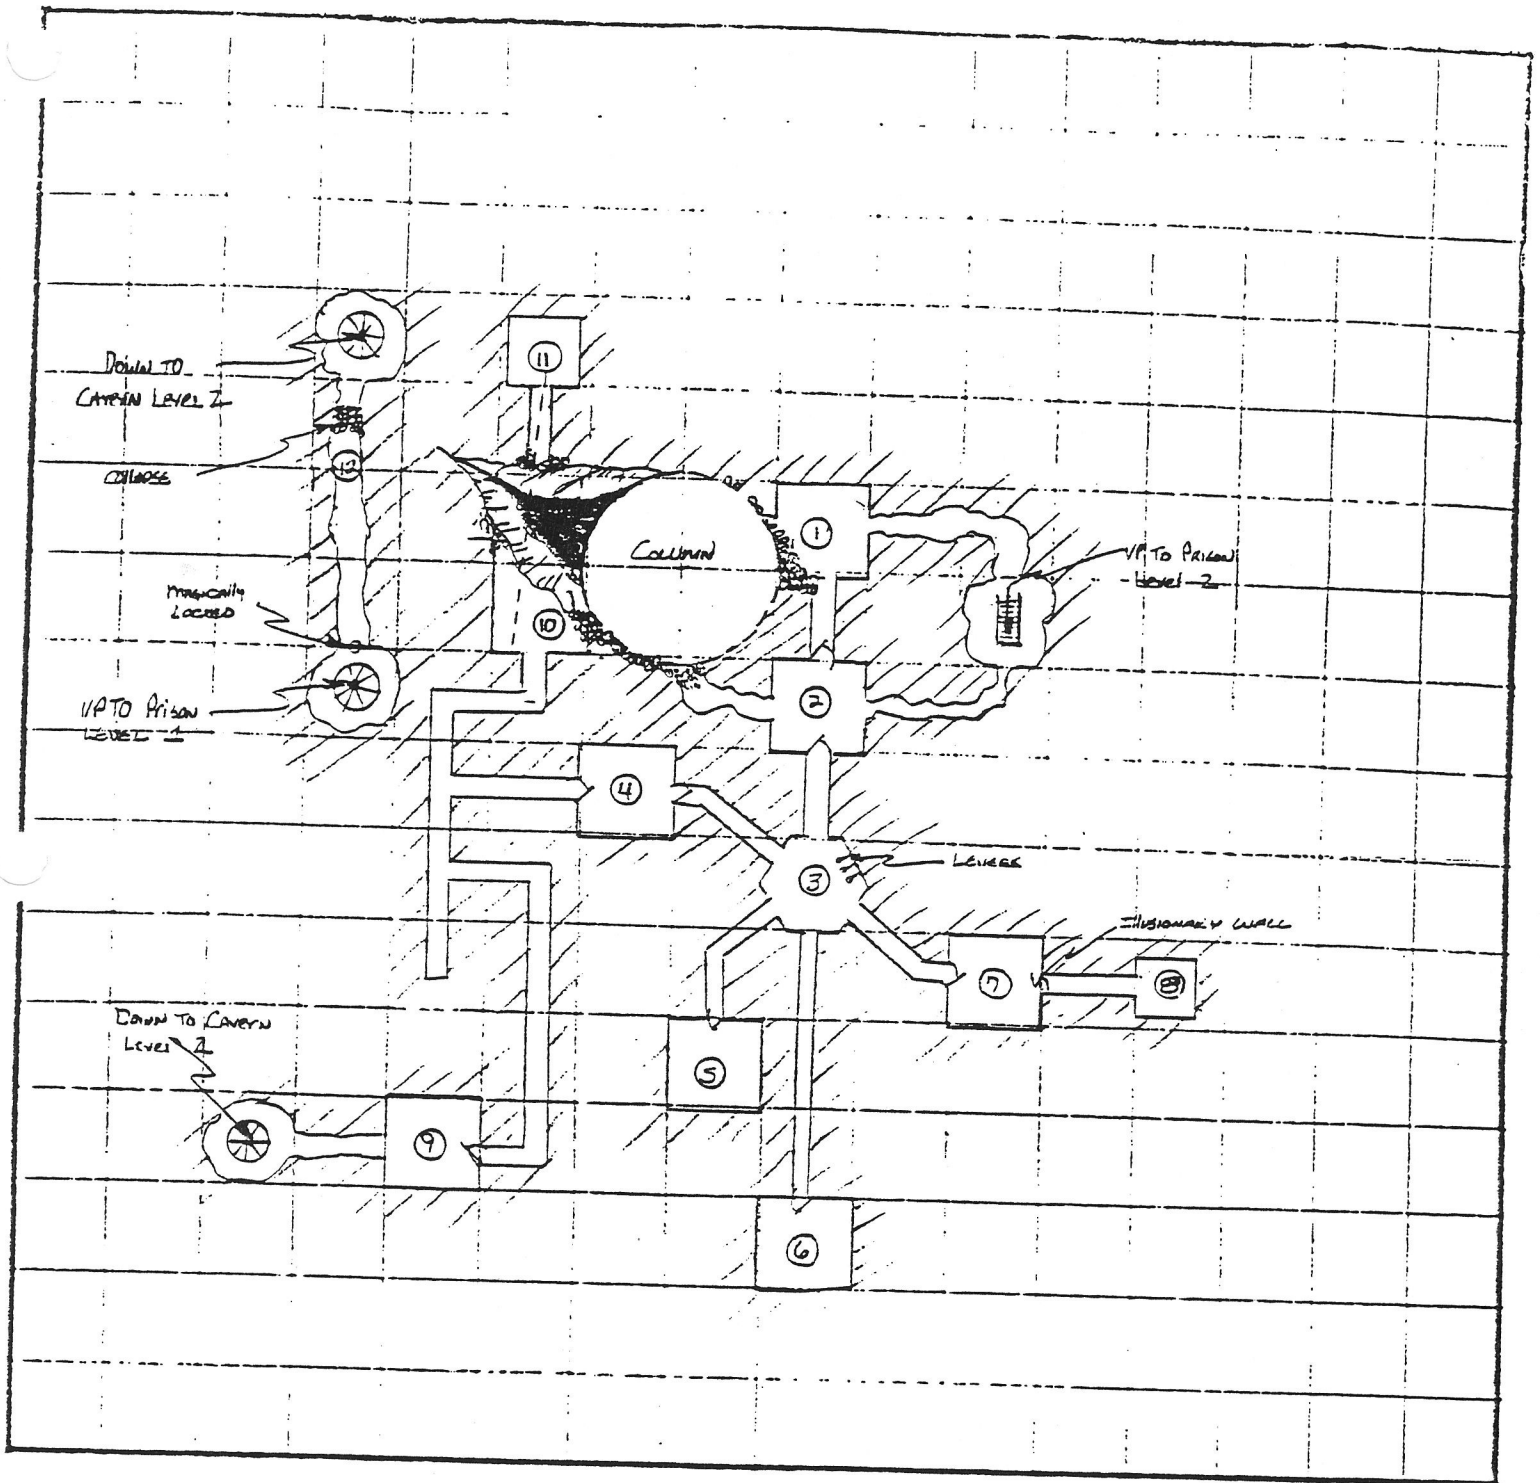 11
DOWN TO
CAVERN LEVEL 2
12
COLLAPSE
1
COLUMN
UP TO PRISON
LEVEL 2
MAGICALLY
LOCKED
10
UP TO PRISON
LEVEL 1
2
4
3
LEVERS
ILLUSIONARY WALL
7
8
DOWN TO CAVERN
LEVEL 2
5
9
6